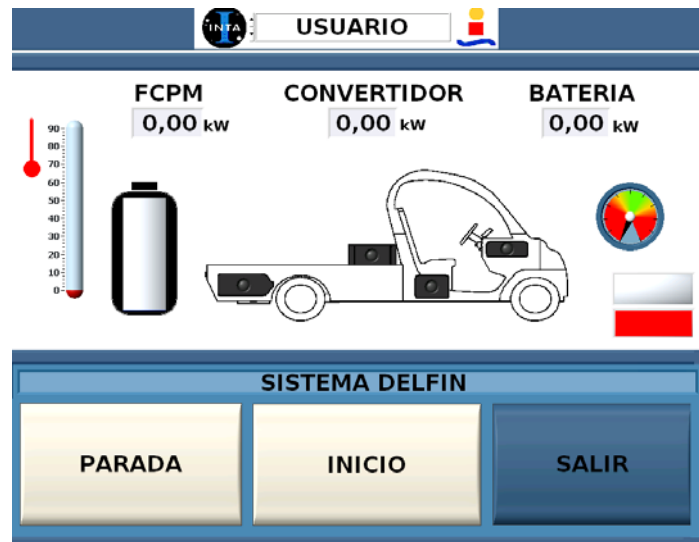 INTA
USUARIO
FCPM CONVERTIDOR BATERIA
0,00 kW 0,00 kW 0,00 kW
90
80
70
60
50
40
30
20
10
0
SISTEMA DELFIN
PARADA INICIO SALIR